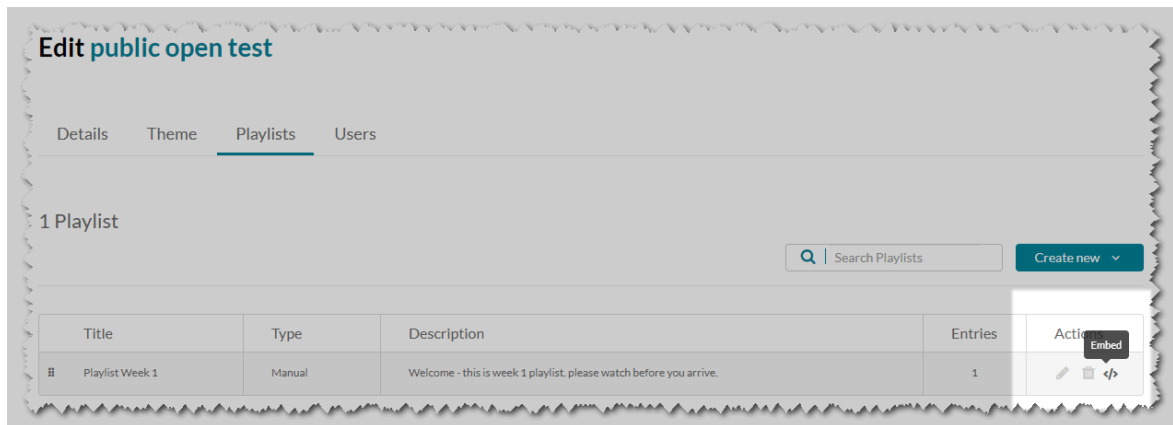 Edit public open test
Details Theme Playlists Users
1 Playlist
Search Playlists Create new
Title Type Description Entries Actions
Embed
Playlist Week 1 Manual Welcome - this is week 1 playlist. please watch before you arrive. 1